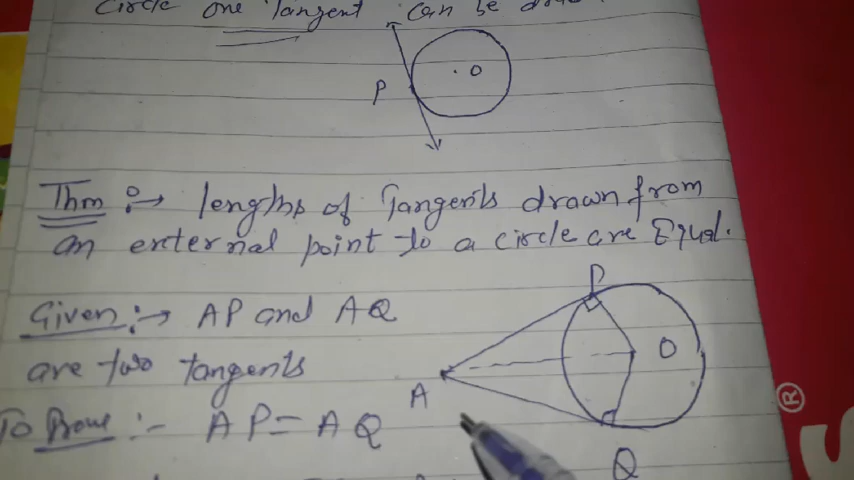 Circle one Tangent can be
O
P
Thm :→ lengths of Tangents drawn from
an external point to a circle are Equal.
P
Given :→ AP and AQ
O
are two tangents
A
To Prove :- AP = AQ
Q
®